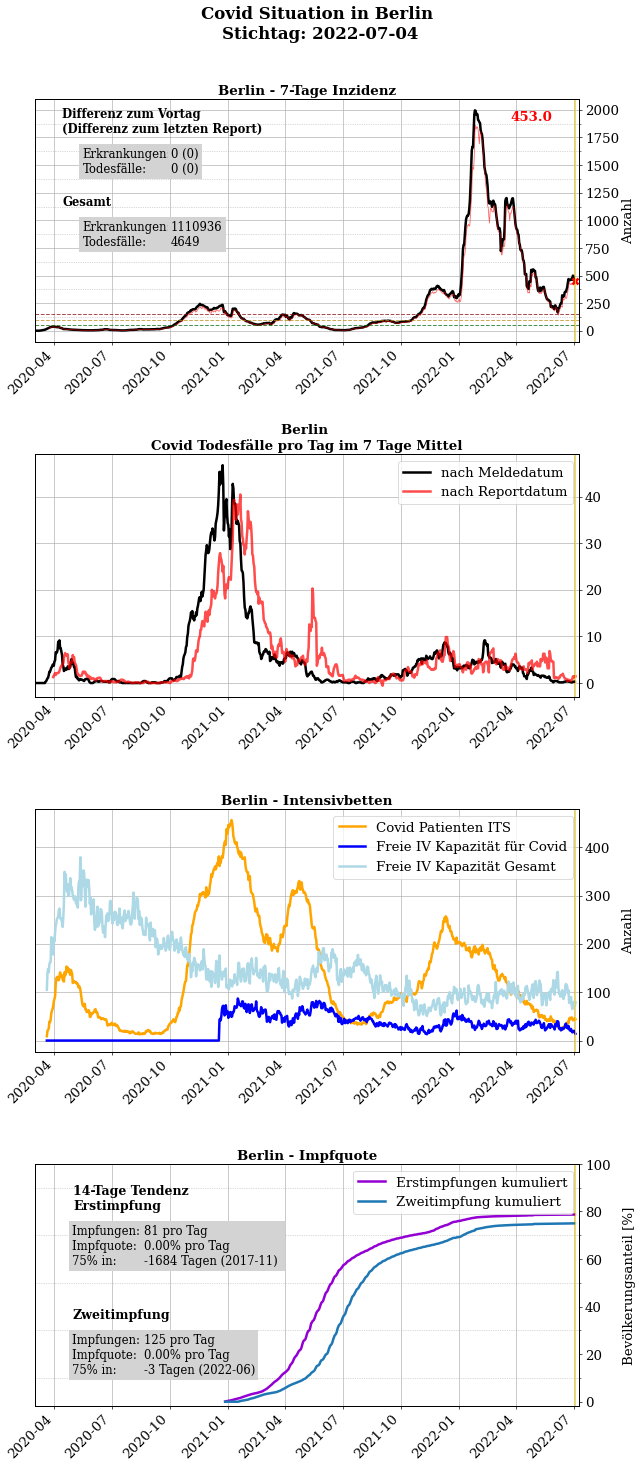 Covid Situation in Berlin
Stichtag: 2022-07-04
Berlin - 7-Tage Inzidenz
Differenz zum Vortag
(Differenz zum letzten Report)
Erkrankungen 0 (0)
Todesfälle: 0 (0)
Gesamt
Erkrankungen 1110936
Todesfälle: 4649
453.0
2000
1750
1500
1250
1000
750
500
250
0
Anzahl
2020-04 2020-07 2020-10 2021-01 2021-04 2021-07 2021-10 2022-01 2022-04 2022-07
Berlin
Covid Todesfälle pro Tag im 7 Tage Mittel
nach Meldedatum
nach Reportdatum
40
30
20
10
0
2020-04 2020-07 2020-10 2021-01 2021-04 2021-07 2021-10 2022-01 2022-04 2022-07
Berlin - Intensivbetten
Covid Patienten ITS
Freie IV Kapazität für Covid
Freie IV Kapazität Gesamt
400
300
200
100
0
Anzahl
2020-04 2020-07 2020-10 2021-01 2021-04 2021-07 2021-10 2022-01 2022-04 2022-07
Berlin - Impfquote
14-Tage Tendenz
Erstimpfung
Impfungen: 81 pro Tag
Impfquote: 0.00% pro Tag
75% in: -1684 Tagen (2017-11)
Zweitimpfung
Impfungen: 125 pro Tag
Impfquote: 0.00% pro Tag
75% in: -3 Tagen (2022-06)
Erstimpfungen kumuliert
Zweitimpfung kumuliert
100
80
60
40
20
0
Bevölkerungsanteil [%]
2020-04 2020-07 2020-10 2021-01 2021-04 2021-07 2021-10 2022-01 2022-04 2022-07